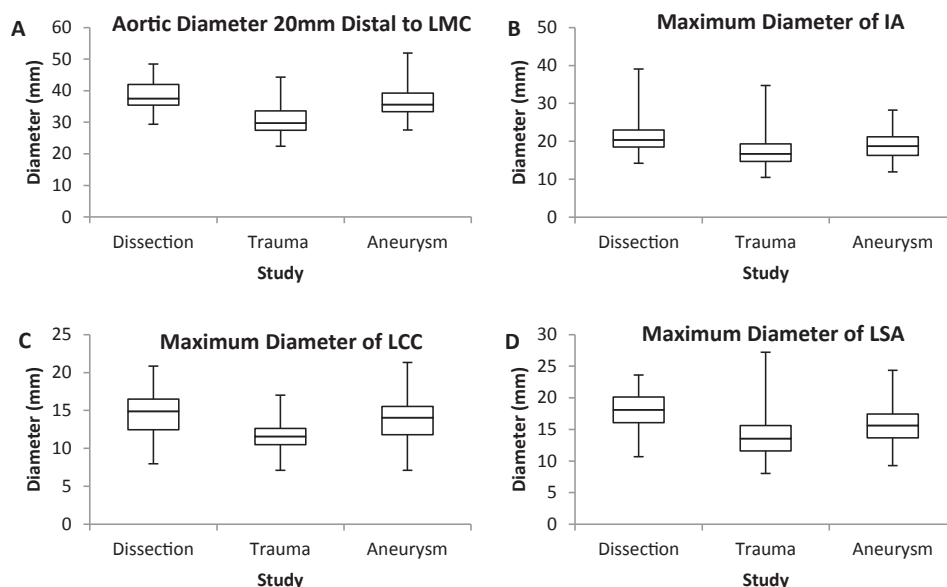 A
Aortic Diameter 20mm Distal to LMC
Diameter (mm)
60
50
40
30
20
10
0
Dissection Trauma Aneurysm
Study
B
Maximum Diameter of IA
Diameter (mm)
50
40
30
20
10
0
Dissection Trauma Aneurysm
Study
C
Maximum Diameter of LCC
Diameter (mm)
25
20
15
10
5
0
Dissection Trauma Aneurysm
Study
D
Maximum Diameter of LSA
Diameter (mm)
30
25
20
15
10
5
0
Dissection Trauma Aneurysm
Study